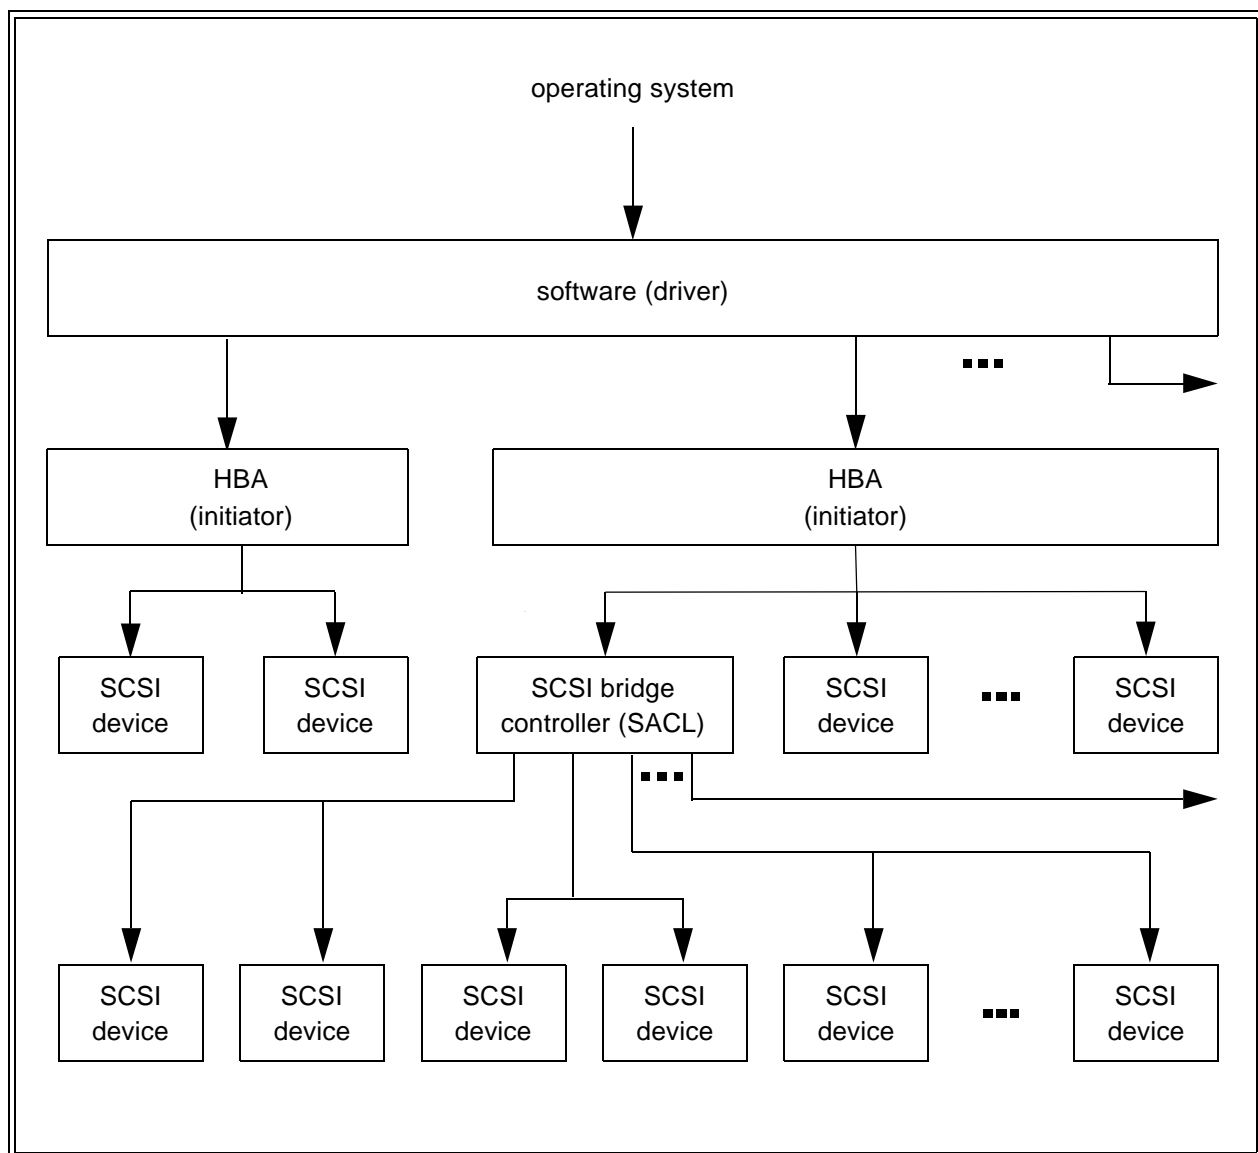 operating system
software (driver)
HBA
(initiator)
HBA
(initiator)
SCSI
device
SCSI
device
SCSI bridge
controller (SACL)
SCSI
device
SCSI
device
SCSI
device
SCSI
device
SCSI
device
SCSI
device
SCSI
device
SCSI
device